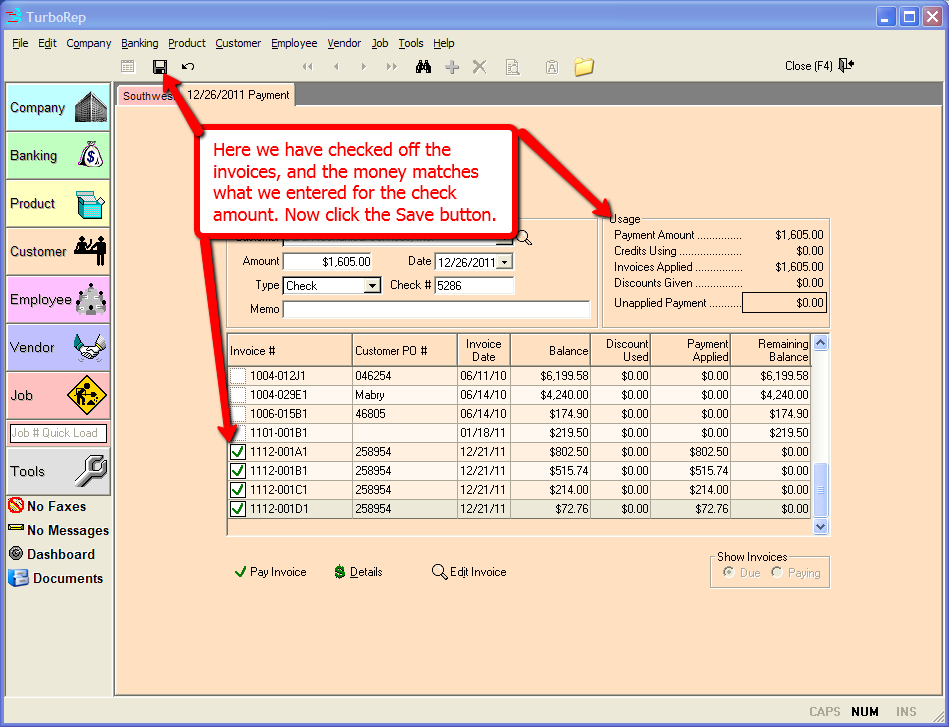 TurboRep
File Edit Company Banking Product Customer Employee Vendor Job Tools Help
Close (F4)
Company
Banking
Product
Customer
Employee
Vendor
Job
Job # Quick Load
Tools
No Faxes
No Messages
Dashboard
Documents
12/26/2011 Payment
Here we have checked off the
invoices, and the money matches
what we entered for the check
amount. Now click the Save button.
Amount $1,605.00 Date 12/26/2011
Type Check Check # 5286
Memo
Usage
Payment Amount .............. $1,605.00
Credits Using .................... $0.00
Invoices Applied ................. $1,605.00
Discounts Given ................ $0.00
Unapplied Payment .......... $0.00
Invoice # Customer PO # Invoice Date Balance Discount Used Payment Applied Remaining Balance
1004-012J1 046254 06/11/10 $6,199.58 $0.00 $0.00 $6,199.58
1004-029E1 Mabry 06/14/10 $4,240.00 $0.00 $0.00 $4,240.00
1006-015B1 46805 06/14/10 $174.90 $0.00 $0.00 $174.90
1101-001B1 01/18/11 $219.50 $0.00 $0.00 $219.50
1112-001A1 258954 12/21/11 $802.50 $0.00 $802.50 $0.00
1112-001B1 258954 12/21/11 $515.74 $0.00 $515.74 $0.00
1112-001C1 258954 12/21/11 $214.00 $0.00 $214.00 $0.00
1112-001D1 258954 12/21/11 $72.76 $0.00 $72.76 $0.00
Pay Invoice Details Edit Invoice
Show Invoices
Due Paying
CAPS NUM INS